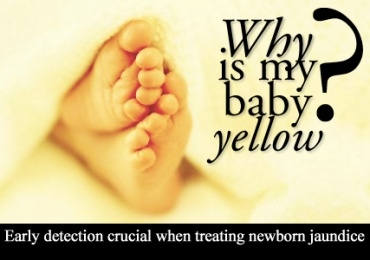 Why
is my
baby
yellow?
Early detection crucial when treating newborn jaundice